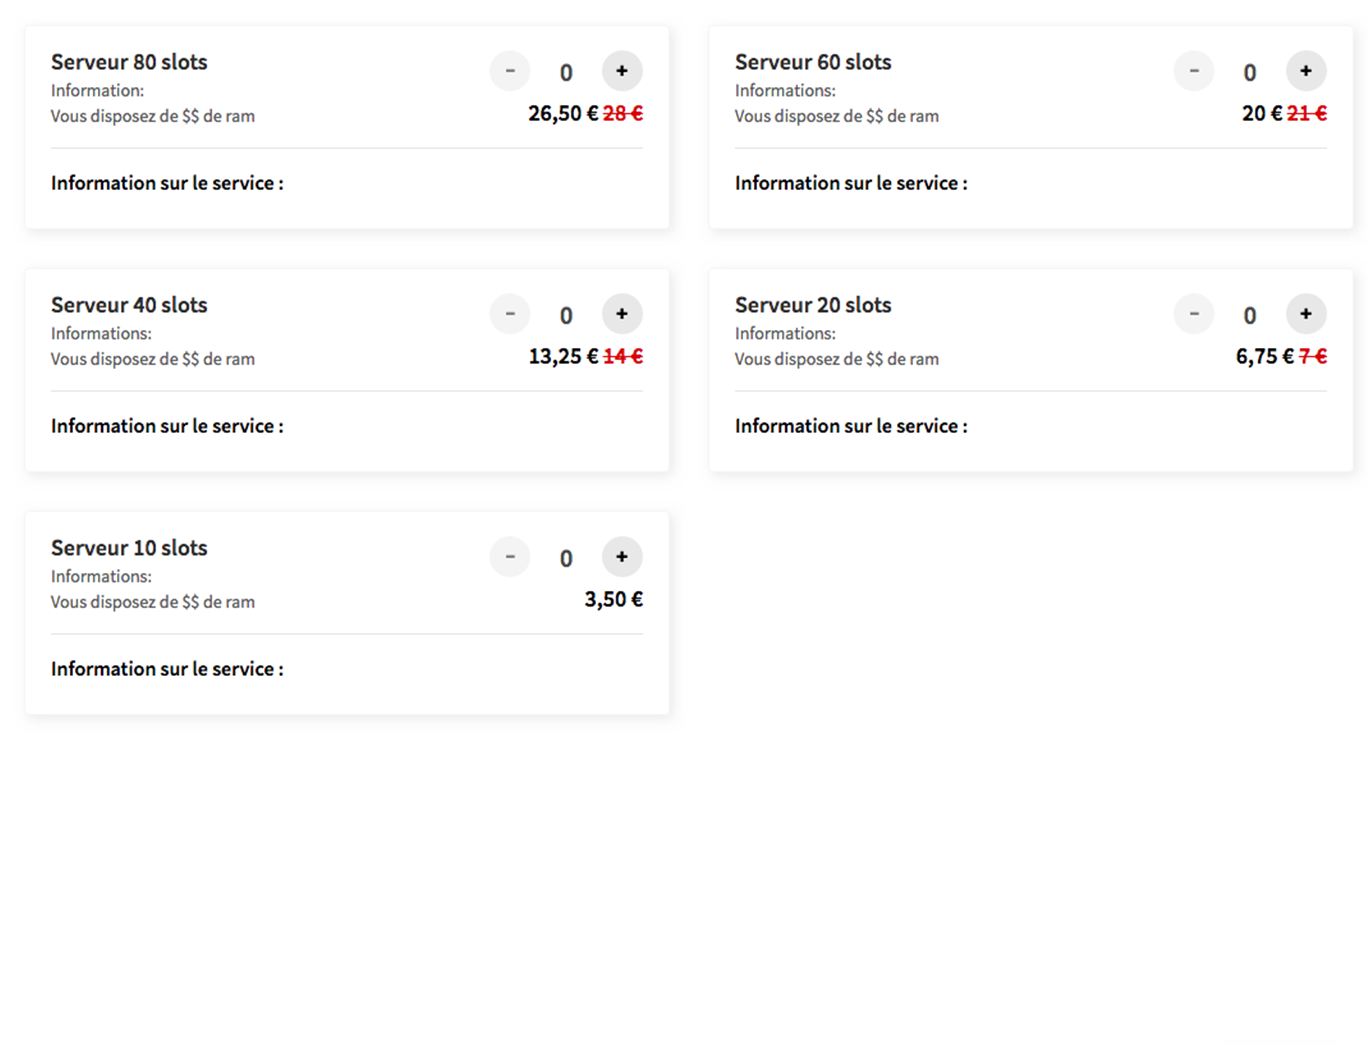 Serveur 80 slots
- 0 +
Information:
Vous disposez de $$ de ram
26,50 € 28 €
Information sur le service :
Serveur 60 slots
- 0 +
Informations:
Vous disposez de $$ de ram
20 € 21 €
Information sur le service :
Serveur 40 slots
- 0 +
Informations:
Vous disposez de $$ de ram
13,25 € 14 €
Information sur le service :
Serveur 20 slots
- 0 +
Informations:
Vous disposez de $$ de ram
6,75 € 7 €
Information sur le service :
Serveur 10 slots
- 0 +
Informations:
Vous disposez de $$ de ram
3,50 €
Information sur le service :